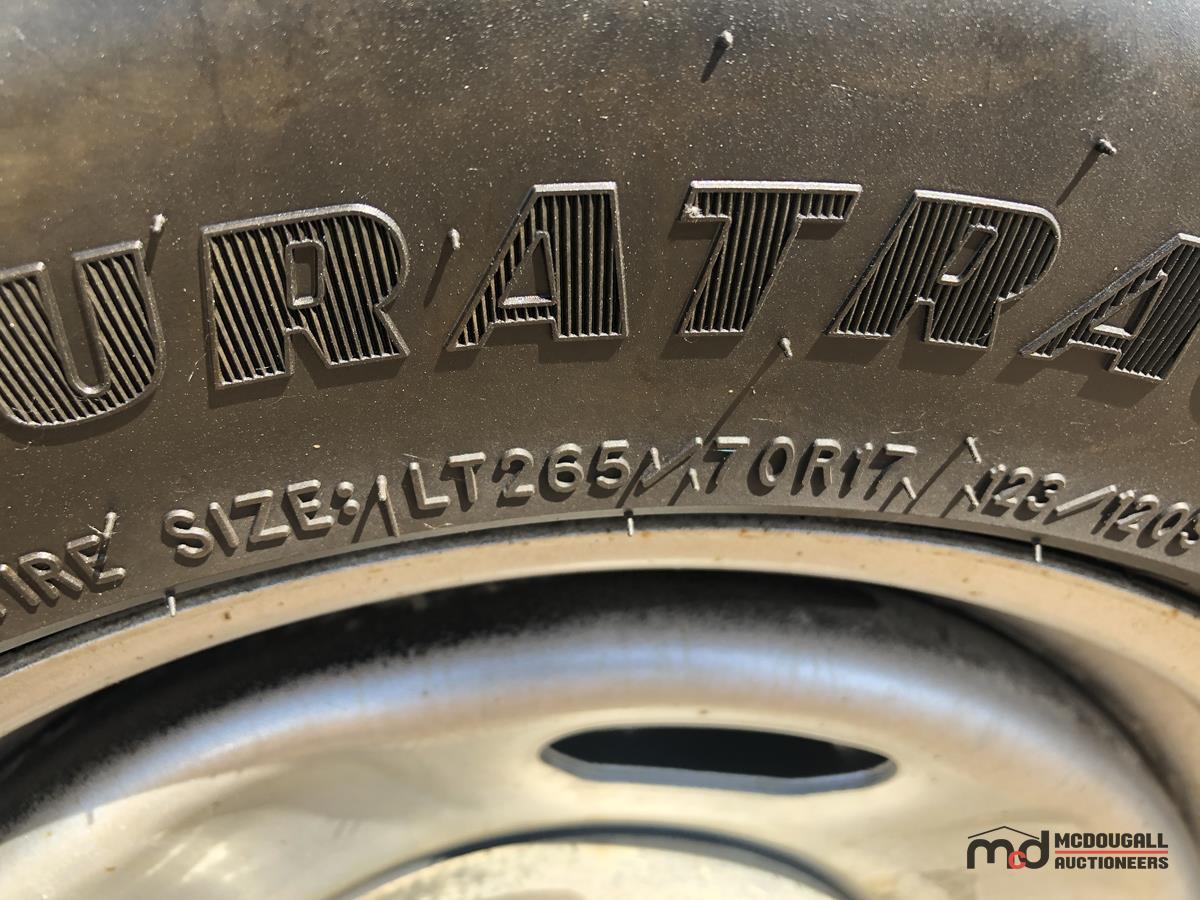 URATRA
TIRE SIZE: LT265/70R17 123/120
mcd MCDOUGALL
AUCTIONEERS